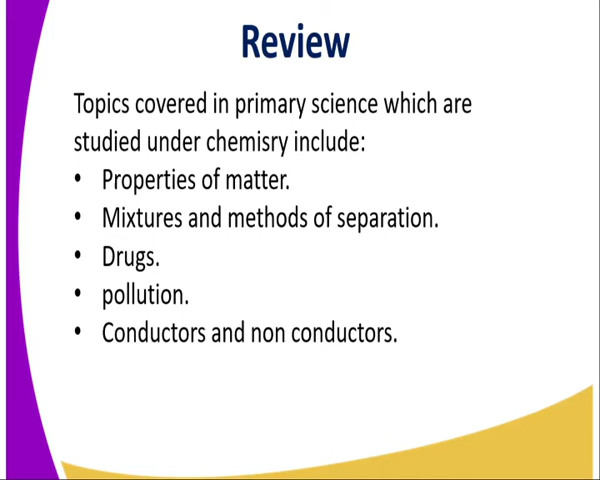 Review
Topics covered in primary science which are
studied under chemisry include:
• Properties of matter.
• Mixtures and methods of separation.
• Drugs.
• pollution.
• Conductors and non conductors.